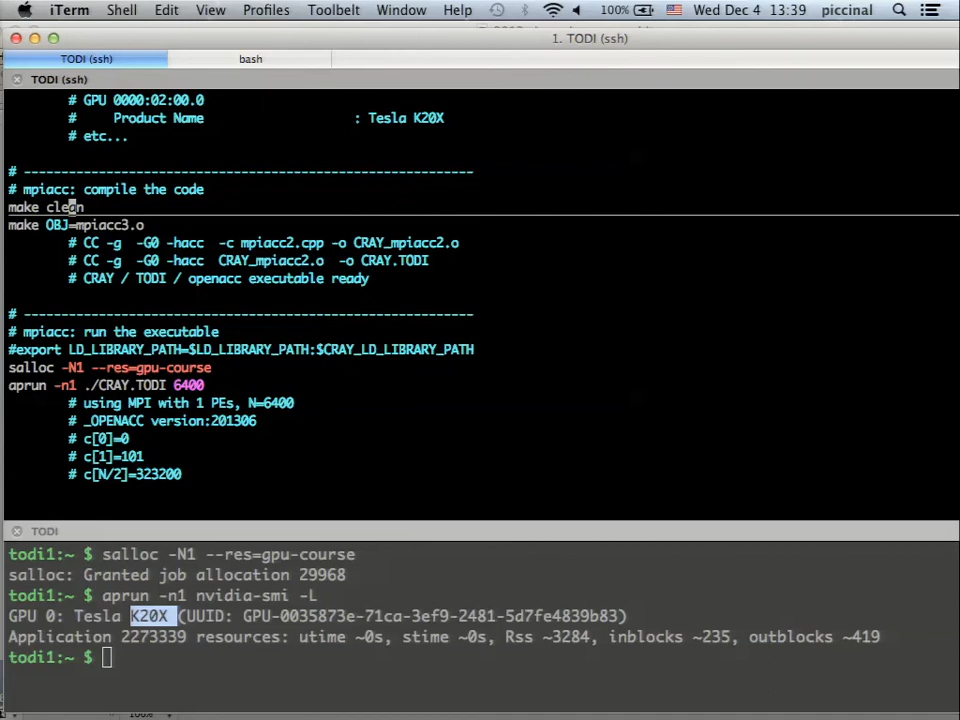 iTerm Shell Edit View Profiles Toolbelt Window Help 100% Wed Dec 4 13:39 piccinal
1. TODI (ssh)
TODI (ssh) bash
TODI (ssh)
# GPU 0000:02:00.0
# Product Name : Tesla K20X
# etc...
# ------------------------------------------------------------
# mpiacc: compile the code
make clean
make OBJ=mpiacc3.o
# CC -g -G0 -hacc -c mpiacc2.cpp -o CRAY_mpiacc2.o
# CC -g -G0 -hacc CRAY_mpiacc2.o -o CRAY.TODI
# CRAY / TODI / openacc executable ready
# ------------------------------------------------------------
# mpiacc: run the executable
#export LD_LIBRARY_PATH=$LD_LIBRARY_PATH:$CRAY_LD_LIBRARY_PATH
salloc -N1 --res=gpu-course
aprun -n1 ./CRAY.TODI 6400
# using MPI with 1 PEs, N=6400
# _OPENACC version:201306
# c[0]=0
# c[1]=101
# c[N/2]=323200
TODI
todi1:~ $ salloc -N1 --res=gpu-course
salloc: Granted job allocation 29968
todi1:~ $ aprun -n1 nvidia-smi -L
GPU 0: Tesla K20X (UUID: GPU-0035873e-71ca-3ef9-2481-5d7fe4839b83)
Application 2273339 resources: utime ~0s, stime ~0s, Rss ~3284, inblocks ~235, outblocks ~419
todi1:~ $